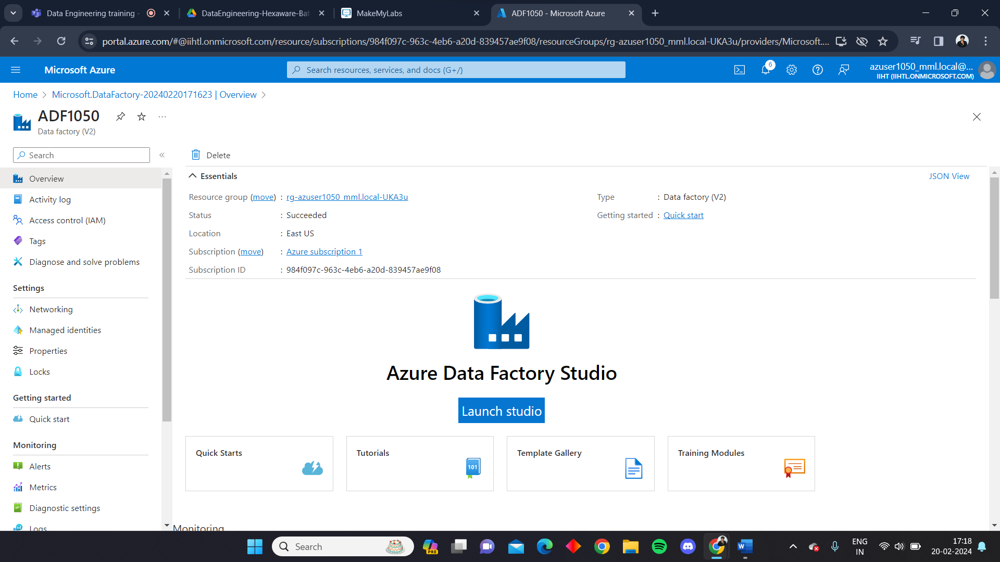 Data Engineering training -
DataEngineering-Hexaware-Bat
MakeMyLabs
ADF1050 - Microsoft Azure
portal.azure.com/#@iihtl.onmicrosoft.com/resource/subscriptions/984f097c-963c-4eb6-a20d-839457ae9f08/resourceGroups/rg-azuser1050_mml.local-UKA3u/providers/Microsoft....
Microsoft Azure
Search resources, services, and docs (G+/)
6
azuser1050_mml.local@...
IIHT (IIHTL.ONMICROSOFT.COM)
Home > Microsoft.DataFactory-20240220171623 | Overview >
ADF1050
Data factory (V2)
Search
Delete
Overview
Activity log
Access control (IAM)
Tags
Diagnose and solve problems
Settings
Networking
Managed identities
Properties
Locks
Getting started
Quick start
Monitoring
Alerts
Metrics
Diagnostic settings
Logs
Essentials
JSON View
Resource group (move) : rg-azuser1050_mml.local-UKA3u
Status : Succeeded
Location : East US
Subscription (move) : Azure subscription 1
Subscription ID : 984f097c-963c-4eb6-a20d-839457ae9f08
Type : Data factory (V2)
Getting started : Quick start
Azure Data Factory Studio
Launch studio
Quick Starts
Tutorials
101
Template Gallery
Training Modules
Monitoring
Search
PRE
W
ENG
IN
17:18
20-02-2024